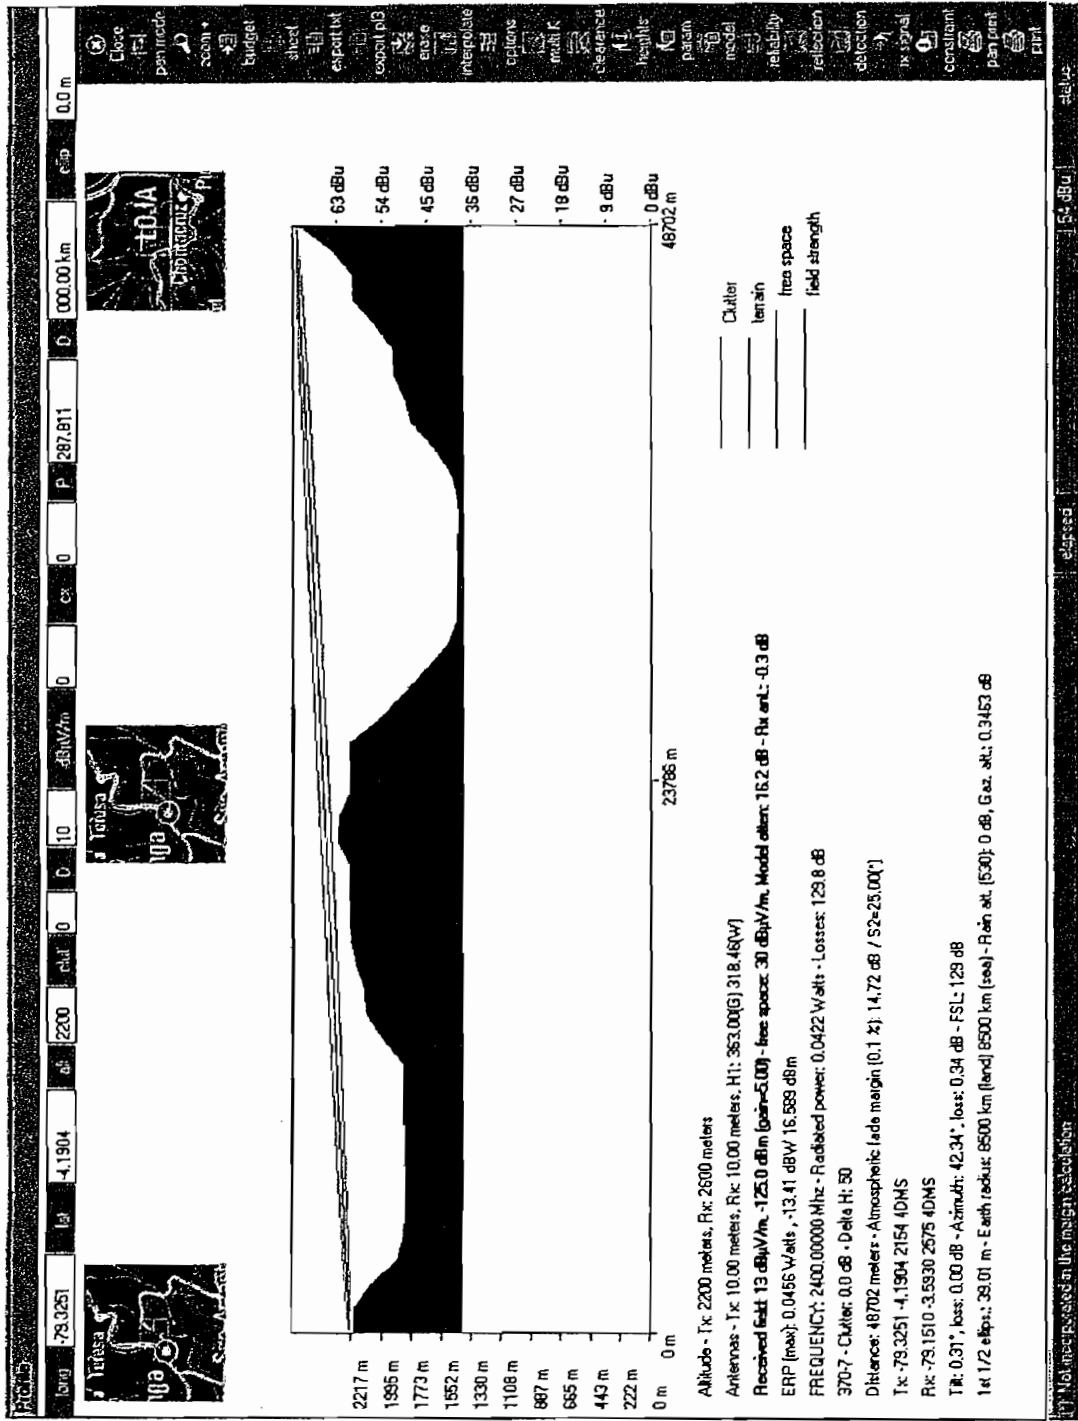 Profile
long -79.3251 lat -4.1904 alt 2200 clut 0 D: 10 dBµV/m 0 cx 0 P 287.811 D 000.00 km elip 0.0 m
LOJA
Close
pen mode
zoom +
budget
sheet
export txt
export pl3
erase
interpolate
options
mult K
clearence
heights
param
model
reliability
reflection
detection
rx signal
constraint
pan print
print
2217 m
1995 m
1773 m
1552 m
1330 m
1108 m
887 m
665 m
443 m
222 m
0 m
63 dBu
54 dBu
45 dBu
36 dBu
27 dBu
18 dBu
9 dBu
0 dBu
0 m
23786 m
48702 m
Clutter
terrain
free space
field strength
Altitude - Tx: 2200 meters, Rx: 2600 meters
Antennas - Tx: 10.00 meters, Rx: 10.00 meters, H1: 363.00(G) 318.46(W)
Received field: 13 dBµV/m, -125.0 dBm (gain=5.00) - free space: 30 dBµV/m, Model atten: 16.2 dB - Rx ant.: -0.3 dB
ERP (max): 0.0456 Watts , -13.41 dBW 16.589 dBm
FREQUENCY: 2400.00000 Mhz - Radiated power: 0.0422 Watts - Losses: 129.8 dB
370-7 - Clutter: 0.0 dB - Delta H: 50
Distance: 48702 meters - Atmospheric fade margin (0.1 %): 14.72 dB / S2=25.00(*)
Tx: -79.3251 -4.1904 2154 4DMS
Rx: -79.1510 -3.5930 2575 4DMS
Tilt: 0.31°, loss: 0.00 dB - Azimuth: 42.34°, loss: 0.34 dB - FSL: 129 dB
1st 1/2 ellips.: 39.01 m - Earth radius: 8500 km (land) 8500 km (sea) - Rain att. (530): 0 dB, Gaz. att.: 0.3463 dB
(*) Not incorporated in the margin calculation elapsed 54 dBu status